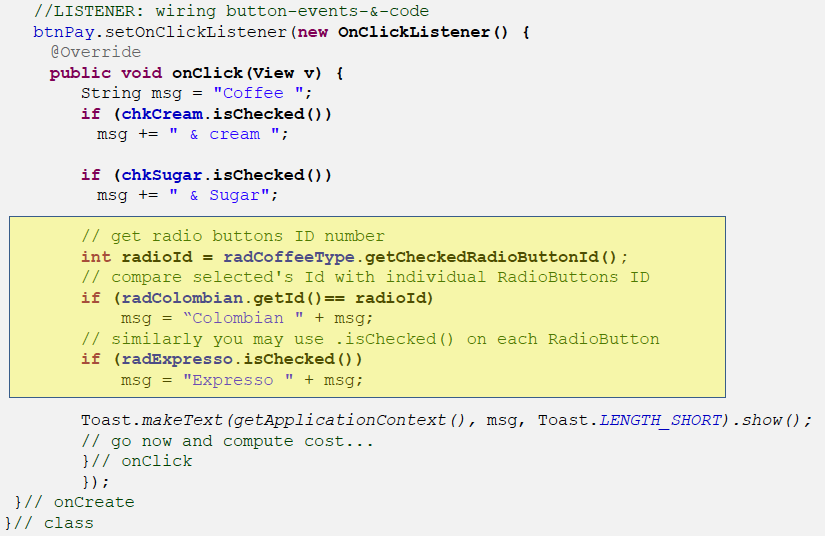 //LISTENER: wiring button-events-&-code
btnPay.setOnClickListener(new OnClickListener() {
@Override
public void onClick(View v) {
String msg = "Coffee ";
if (chkCream.isChecked())
msg += " & cream ";
if (chkSugar.isChecked())
msg += " & Sugar";
// get radio buttons ID number
int radioId = radCoffeeType.getCheckedRadioButtonId();
// compare selected's Id with individual RadioButtons ID
if (radColombian.getId()== radioId)
msg = “Colombian " + msg;
// similarly you may use .isChecked() on each RadioButton
if (radExpresso.isChecked())
msg = "Expresso " + msg;
Toast.makeText(getApplicationContext(), msg, Toast.LENGTH_SHORT).show();
// go now and compute cost...
}// onClick
});
}// onCreate
}// class